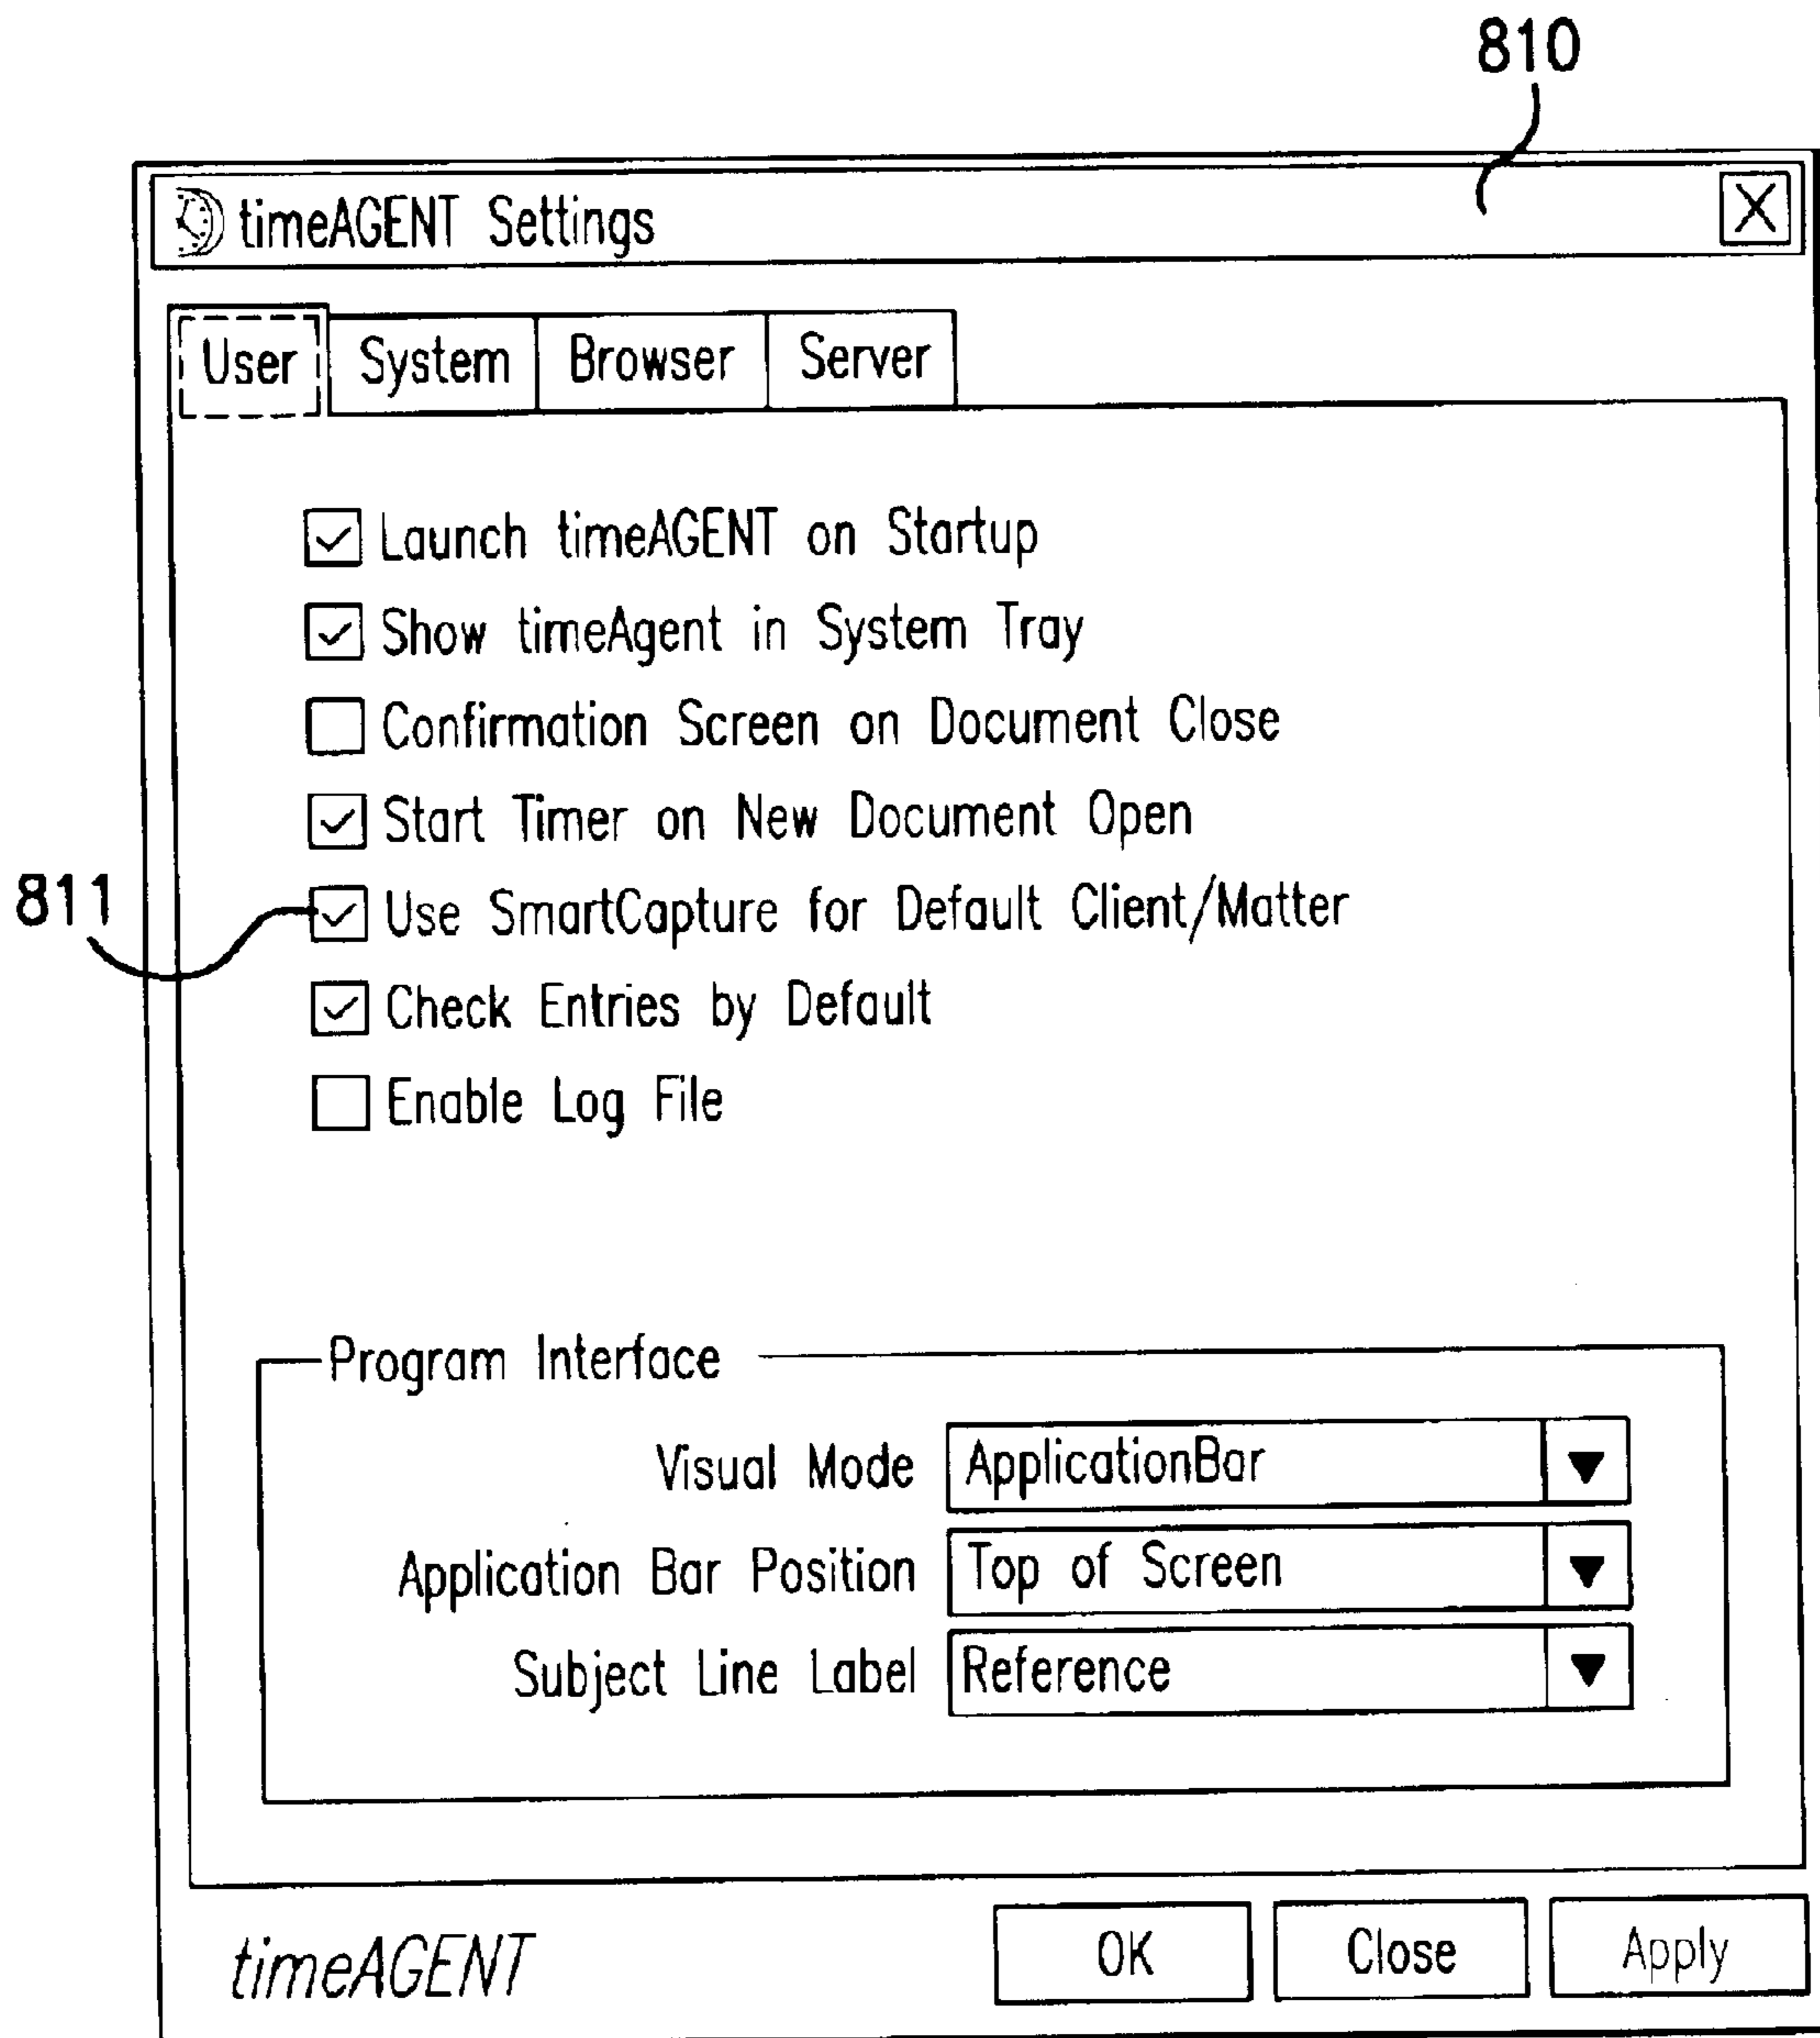 810
timeAGENT Settings X
User System Browser Server
Launch timeAGENT on Startup
Show timeAgent in System Tray
Confirmation Screen on Document Close
Start Timer on New Document Open
811
Use SmartCapture for Default Client/Matter
Check Entries by Default
Enable Log File
Program Interface
Visual Mode ApplicationBar
Application Bar Position Top of Screen
Subject Line Label Reference
timeAGENT OK Close Apply